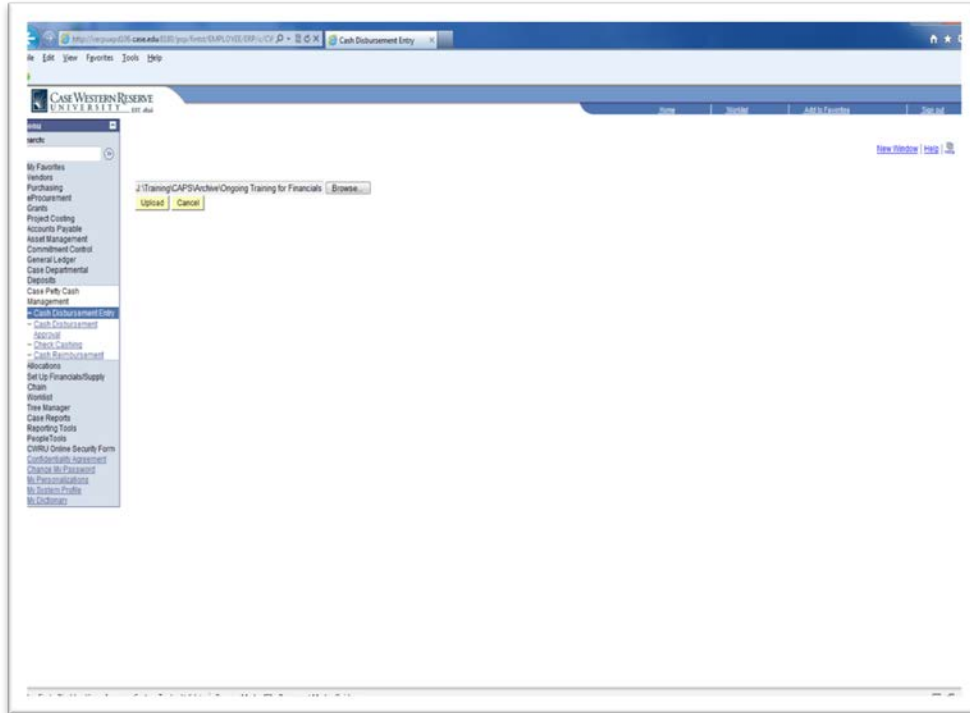 case.edu
Cash Disbursement Entry
Edit View Favorites Tools Help
CASE WESTERN RESERVE
UNIVERSITY EST. 1826
Home Worklist Add to Favorites Sign out
New Window | Help
My Favorites
Vendors
Purchasing
eProcurement
Grants
Project Costing
Accounts Payable
Asset Management
Commitment Control
General Ledger
Case Departmental
Deposits
Case Petty Cash
Management
– Cash Disbursement Entry
– Cash Disbursement
Approval
– Check Cashing
– Cash Reimbursement
Allocations
Set Up Financials/Supply
Chain
Worklist
Tree Manager
Case Reports
Reporting Tools
PeopleTools
CWRU Online Security Form
Confidentiality Agreement
Change My Password
My Personalizations
My System Profile
My Dictionary
J:\Training\CAPS\Archive\Ongoing Training for Financials Browse...
Upload Cancel